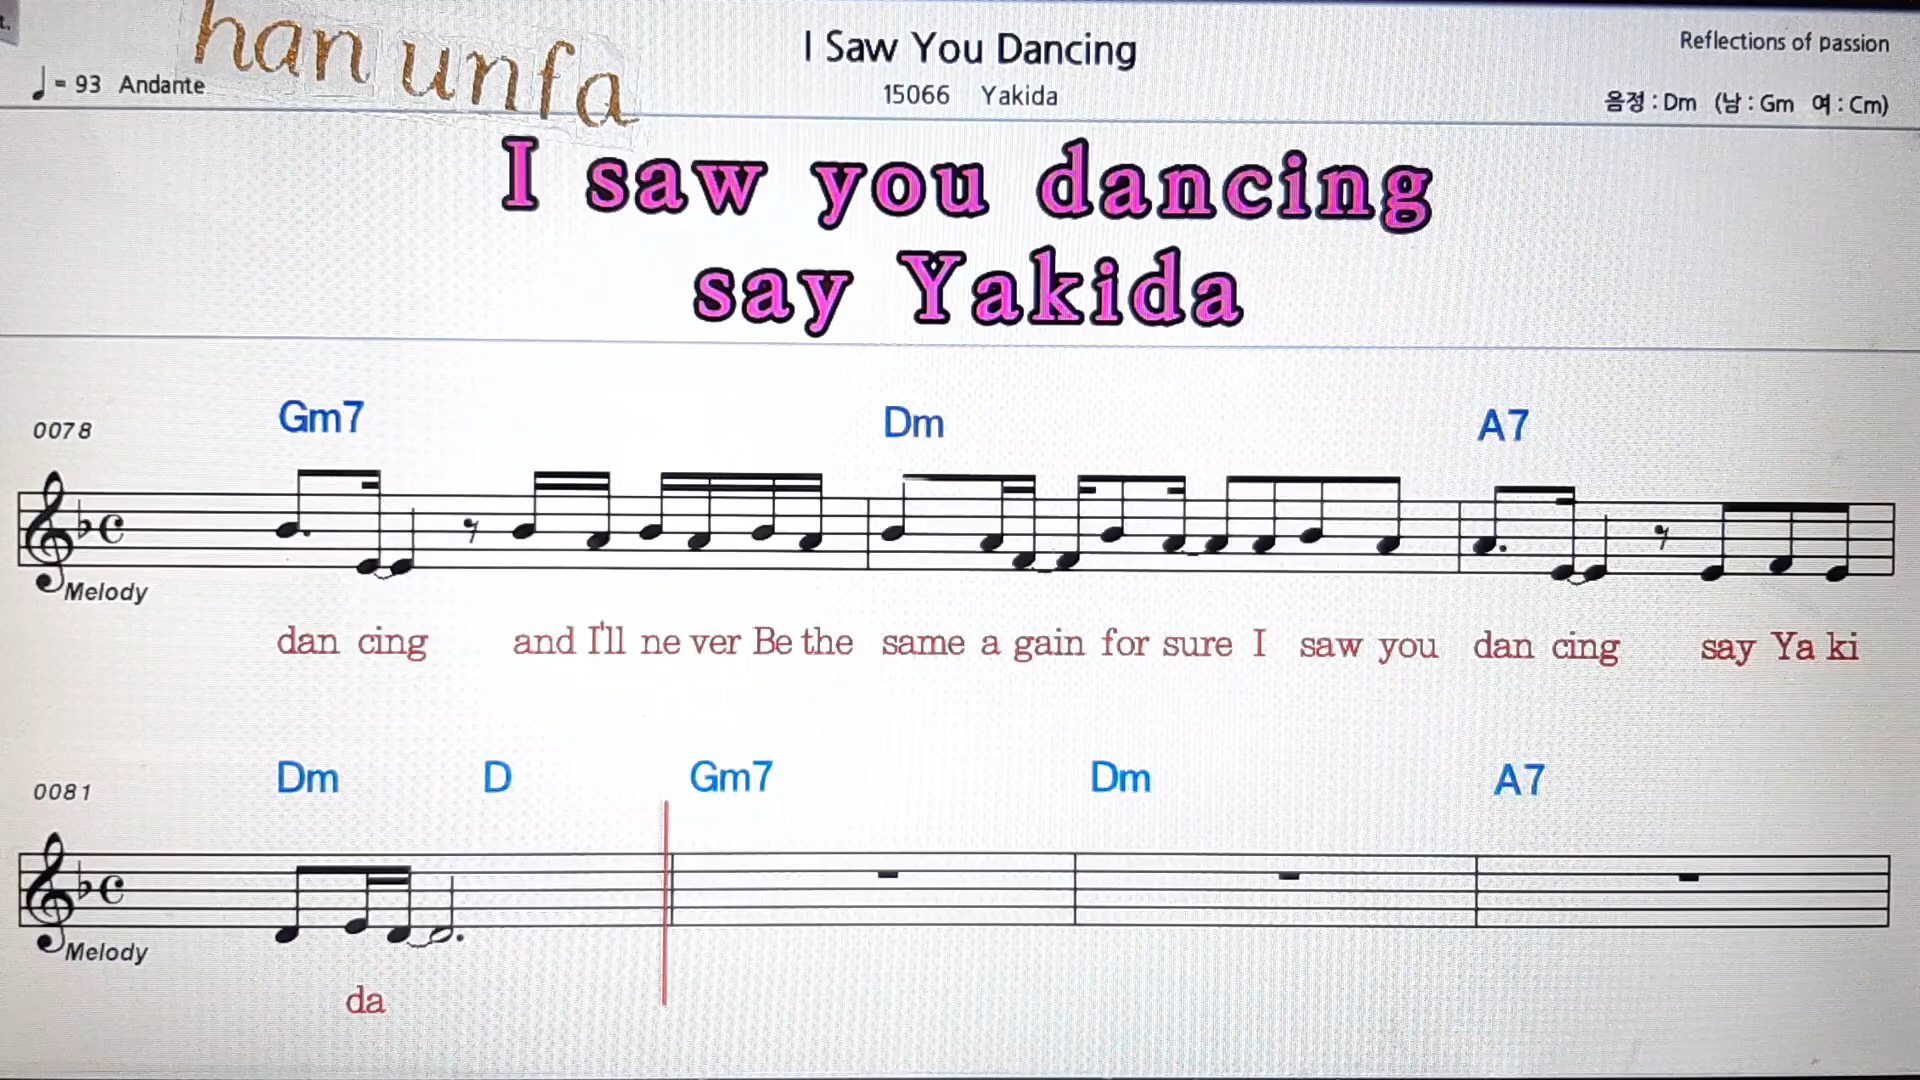 t.
han unfa
I Saw You Dancing
Reflections of passion
♩ = 93 Andante
15066 Yakida
음정 : Dm (남 : Gm 여 : Cm)
I saw you dancing
say Yakida
0078
Gm7 Dm A7
Melody
dan cing and I'll ne ver Be the same a gain for sure I saw you dan cing say Ya ki
0081
Dm D Gm7 Dm A7
Melody
da